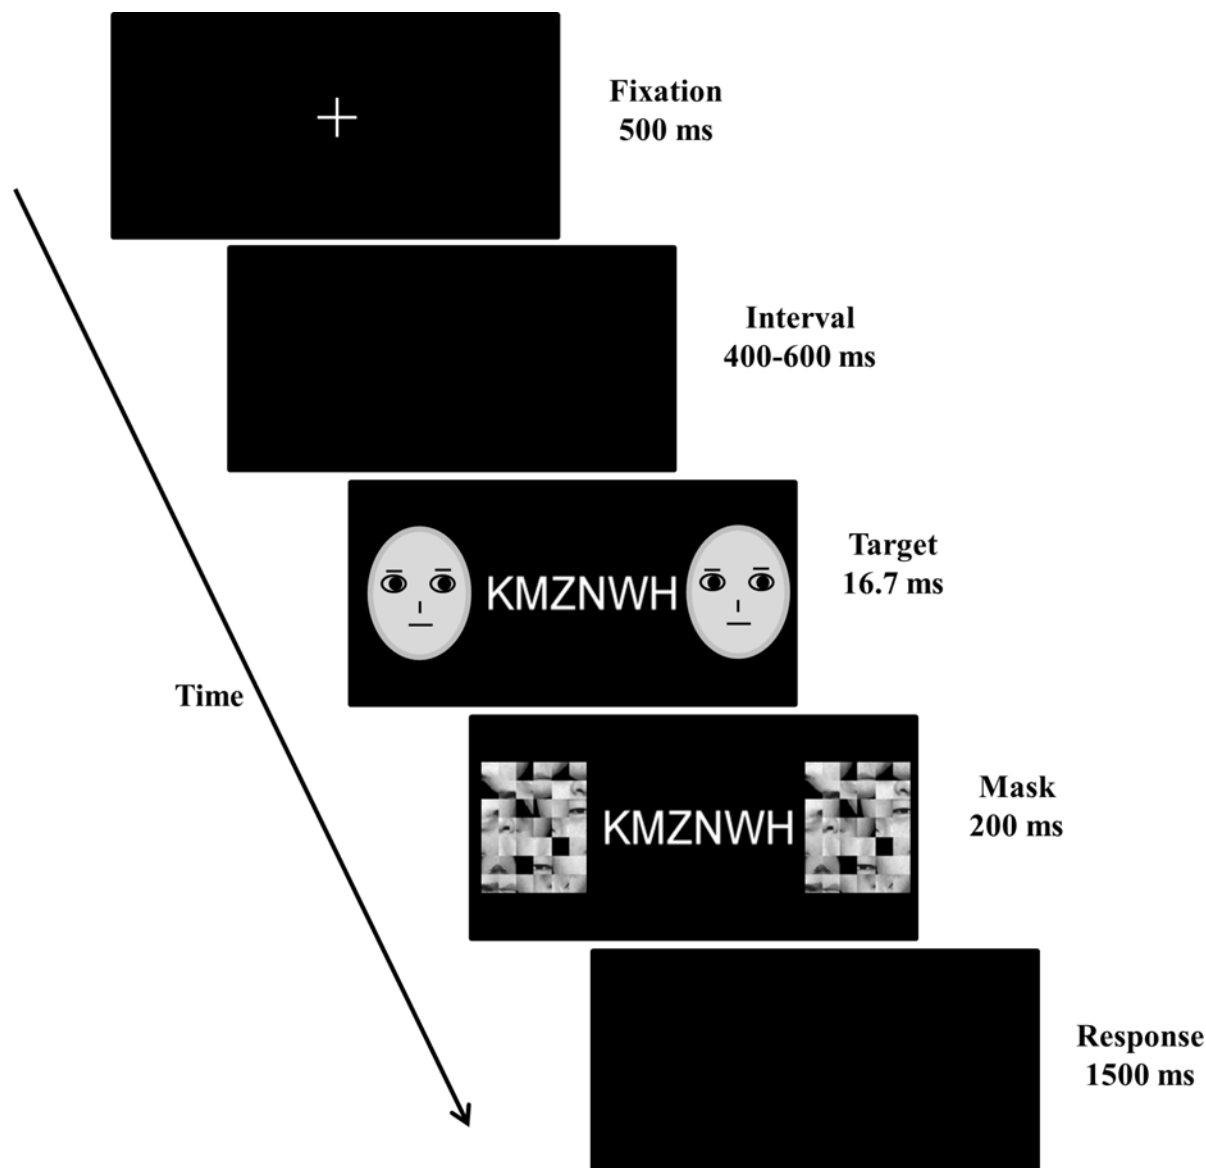 Fixation
500 ms
Interval
400-600 ms
Target
16.7 ms
KMZNWH
Time
Mask
200 ms
KMZNWH
Response
1500 ms